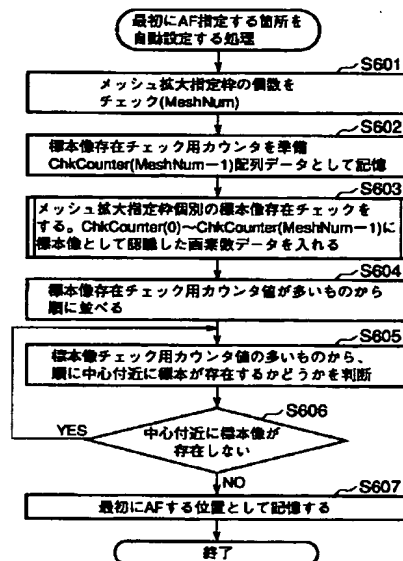 最初にAF指定する箇所を
自動設定する処理
S601
メッシュ拡大指定枠の個数を
チェック(MeshNum)
S602
標本像存在チェック用カウンタを準備
ChkCounter(MeshNum－1)配列データとして記憶
S603
メッシュ拡大指定枠個別の標本像存在チェックを
する。ChkCounter(0)～ChkCounter(MeshNum－1)に
標本像として認識した画素数データを入れる
S604
標本像存在チェック用カウンタ値が多いものから
順に並べる
S605
標本像チェック用カウンタ値の多いものから、
順に中心付近に標本が存在するかどうかを判断
S606
YES
中心付近に標本像が
存在しない
NO
S607
最初にAFする位置として記憶する
終了